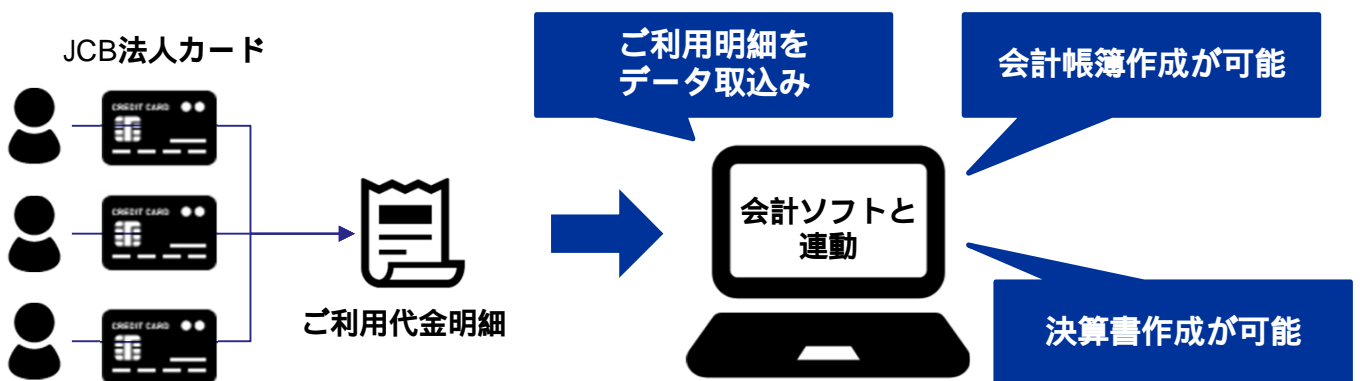 JCB法人カード
CREDIT CARD
CREDIT CARD
CREDIT CARD
ご利用代金明細
ご利用明細を
データ取込み
会計ソフトと
連動
会計帳簿作成が可能
決算書作成が可能